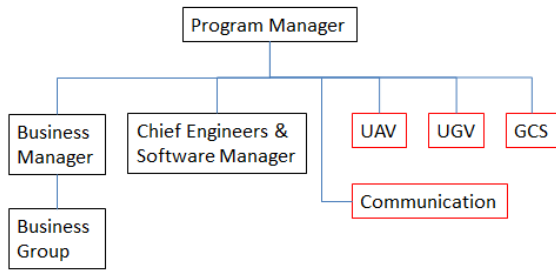 Program Manager
Business
Manager
Chief Engineers &
Software Manager
UAV
UGV
GCS
Communication
Business
Group